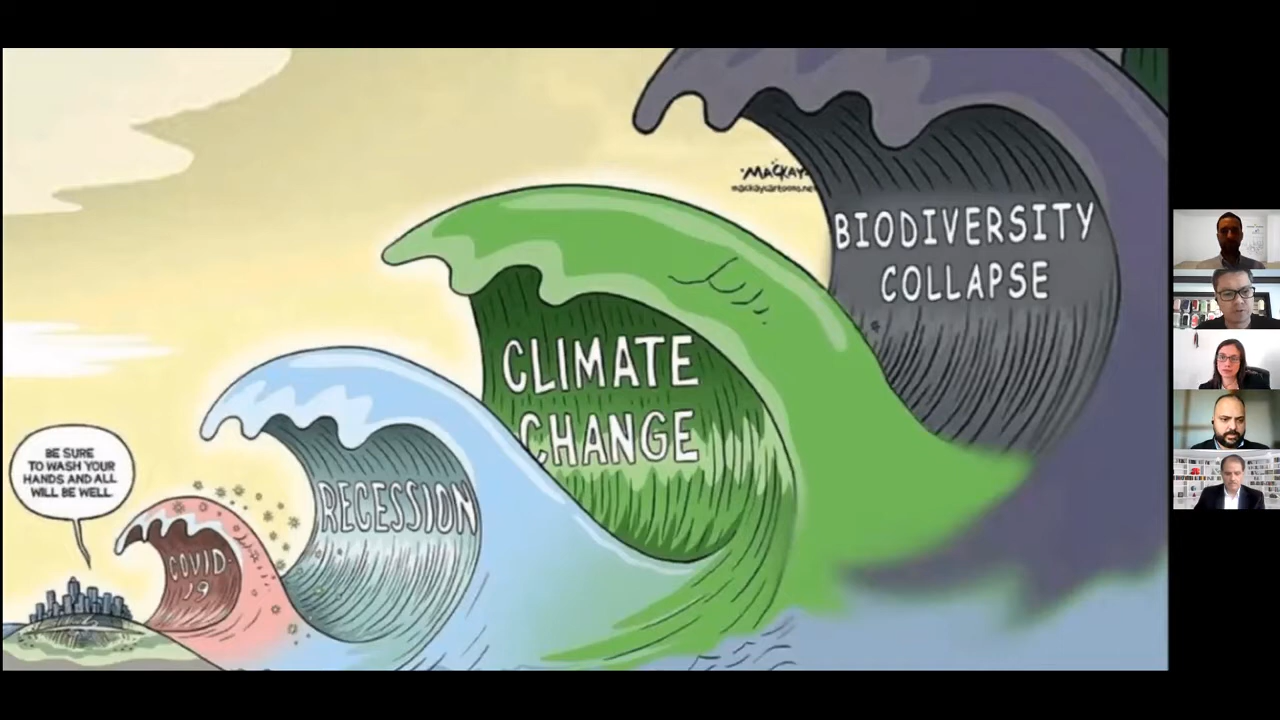 BE SURE
TO WASH YOUR
HANDS AND ALL
WILL BE WELL
COVID-
19
RECESSION
CLIMATE
CHANGE
MACKAY
mackaycartoons.ne
BIODIVERSITY
COLLAPSE